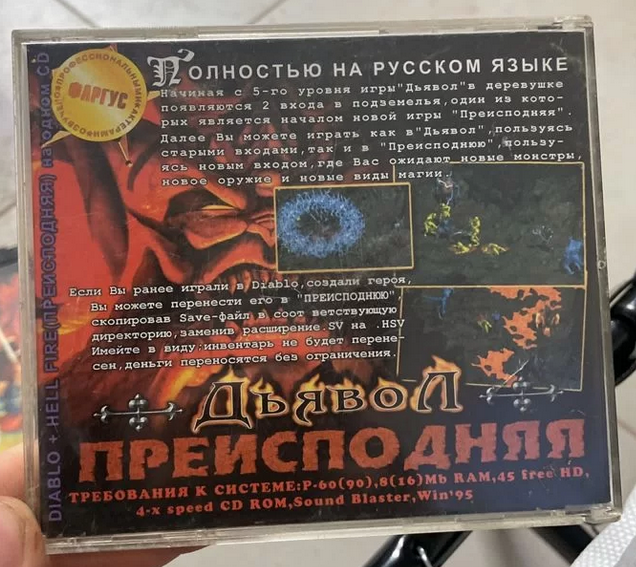 ПОЛНОСТЬЮ НА РУССКОМ ЯЗЫКЕ
Начиная с 5-го уровня игры"Дьявол"в деревушке
появляются 2 входа в подземелья,один из кото-
рых является началом новой игры "Преисподняя".
Далее Вы можете играть как в"Дьявол",пользуясь
старыми входами,так и в "Преисподнюю",пользу-
ясь новым входом,где Вас ожидают новые монстры,
новое оружие и новые виды магии.
ФАРГУС
ПРОФЕССИОНАЛЬНЫМИ АКТЕРАМИ
DIABLO + HELL FIRE(ПРЕИСПОДНЯЯ) на одном CD
Если Вы ранее играли в Diablo,создали героя,
Вы можете перенести его в "ПРЕИСПОДНЮЮ"
скопировав Save-файл в соот ветствующую
директорию,заменив расширение.SV на .HSV
Имейте в виду:инвентарь не будет перене-
сен,деньги переносятся без ограничения.
ДЬЯВОЛ
ПРЕИСПОДНЯЯ
ТРЕБОВАНИЯ К СИСТЕМЕ:P-60(90),8(16)Mb RAM,45 free HD,
4-x speed CD ROM,Sound Blaster,Win'95